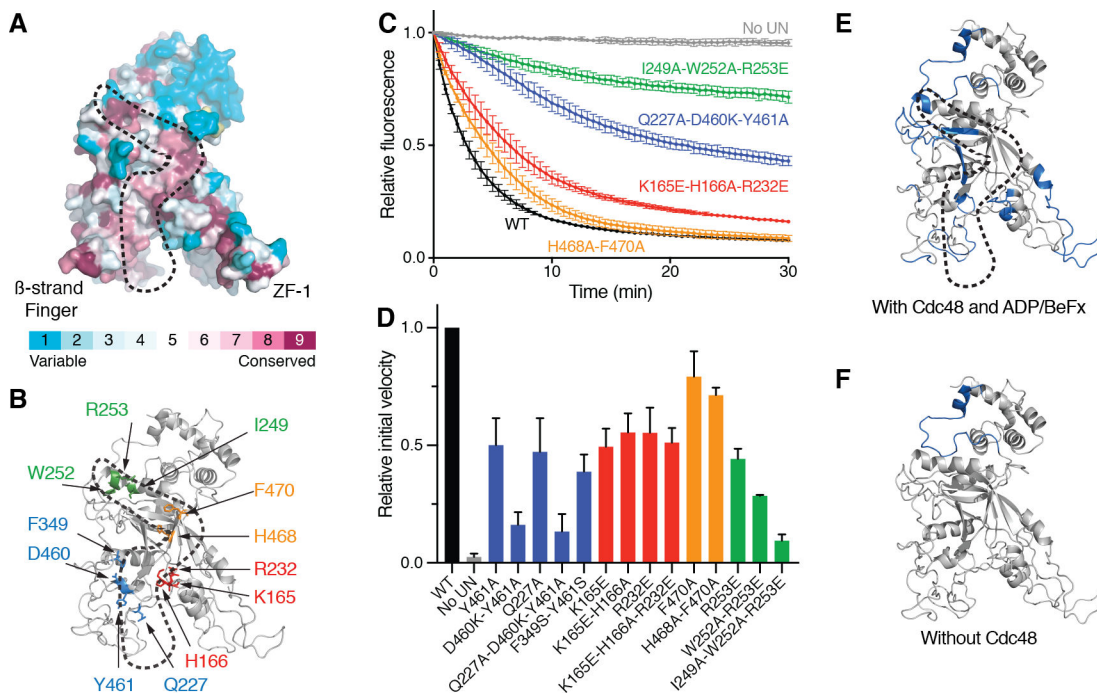 A
ß-strand
Finger
ZF-1
1 2 3 4 5 6 7 8 9
Variable Conserved
B
R253
I249
W252
F470
F349
H468
D460
R232
K165
H166
Y461
Q227
C
Relative fluorescence
1.0
0.5
0.0
0 10 20 30
Time (min)
No UN
I249A-W252A-R253E
Q227A-D460K-Y461A
K165E-H166A-R232E
WT
H468A-F470A
D
Relative initial velocity
1.0
0.5
0.0
WT
No UN
Y461A
D460K-Y461A
Q227A
Q227A-D460K-Y461A
F349S-Y461S
K165E
K165E-H166A
R232E
K165E-H166A-R232E
F470A
H468A-F470A
R253E
W252A-R253E
I249A-W252A-R253E
E
With Cdc48 and ADP/BeFx
F
Without Cdc48